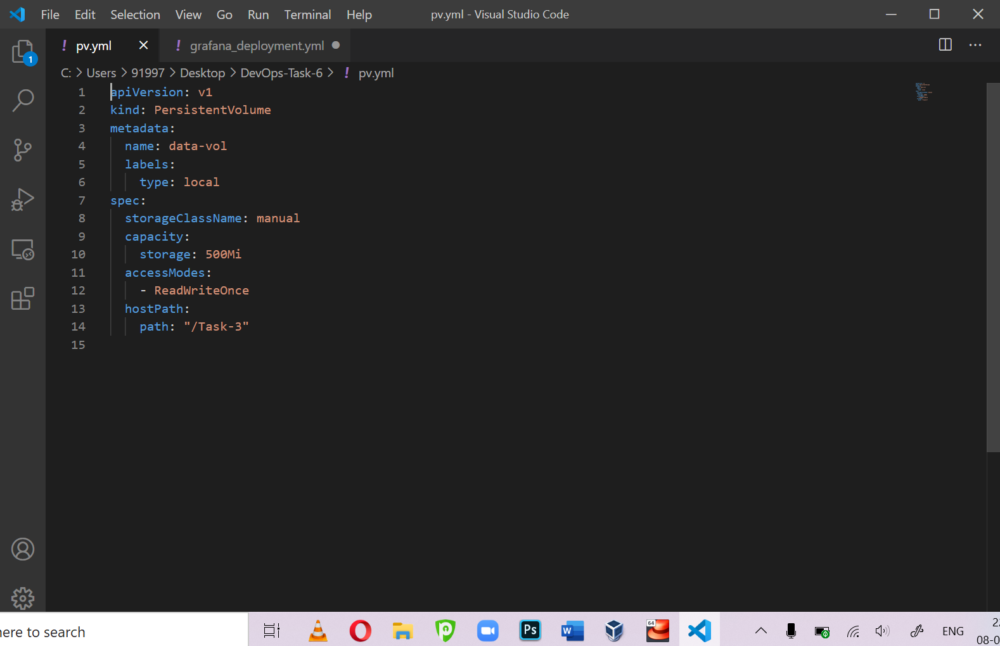 File Edit Selection View Go Run Terminal Help pv.yml - Visual Studio Code
! pv.yml ! grafana_deployment.yml
1
C: > Users > 91997 > Desktop > DevOps-Task-6 > ! pv.yml
1 apiVersion: v1
2 kind: PersistentVolume
3 metadata:
4   name: data-vol
5   labels:
6     type: local
7 spec:
8   storageClassName: manual
9   capacity:
10     storage: 500Mi
11   accessModes:
12     - ReadWriteOnce
13   hostPath:
14     path: "/Task-3"
15
here to search
Ps
W
64
ENG
08-0